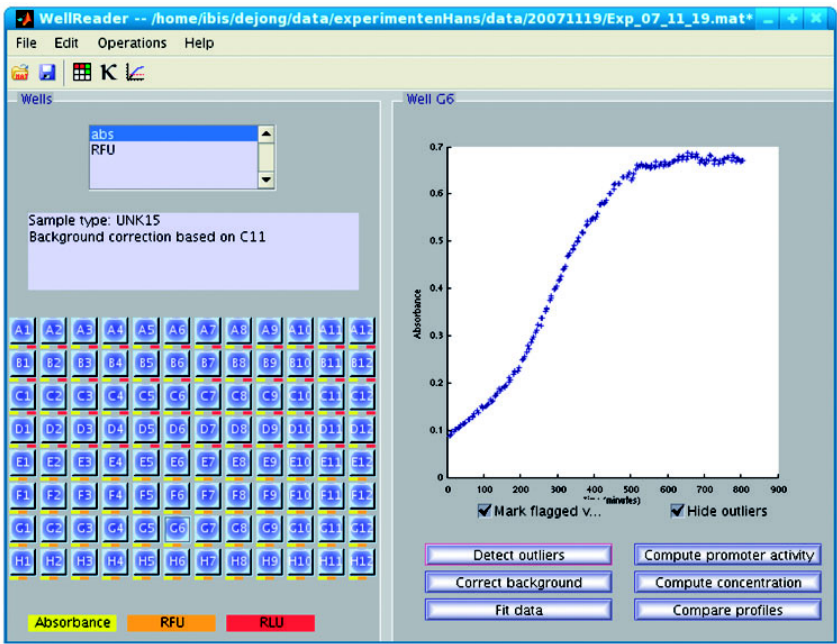 WellReader -- /home/ibis/dejong/data/experimentenHans/data/20071119/Exp_07_11_19.mat*
File Edit Operations Help
Wells
abs
RFU
Sample type: UNK15
Background correction based on C11
A1 A2 A3 A4 A5 A6 A7 A8 A9 A10 A11 A12
B1 B2 B3 B4 B5 B6 B7 B8 B9 B10 B11 B12
C1 C2 C3 C4 C5 C6 C7 C8 C9 C10 C11 C12
D1 D2 D3 D4 D5 D6 D7 D8 D9 D10 D11 D12
E1 E2 E3 E4 E5 E6 E7 E8 E9 E10 E11 E12
F1 F2 F3 F4 F5 F6 F7 F8 F9 F10 F11 F12
G1 G2 G3 G4 G5 G6 G7 G8 G9 G10 G11 G12
H1 H2 H3 H4 H5 H6 H7 H8 H9 H10 H11 H12
Absorbance RFU RLU
Well G6
0.7
0.6
0.5
0.4
0.3
0.2
0.1
0
Absorbance
0 100 200 300 400 500 600 700 800 900
(minutes)
Mark flagged v... Hide outliers
Detect outliers Compute promoter activity
Correct background Compute concentration
Fit data Compare profiles